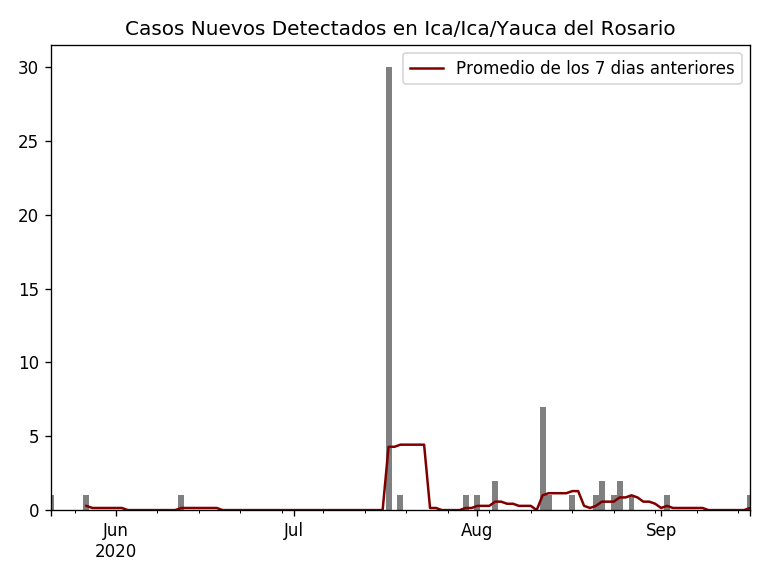 Casos Nuevos Detectados en Ica/Ica/Yauca del Rosario
Promedio de los 7 dias anteriores
30
25
20
15
10
5
0
Jun
2020
Jul
Aug
Sep